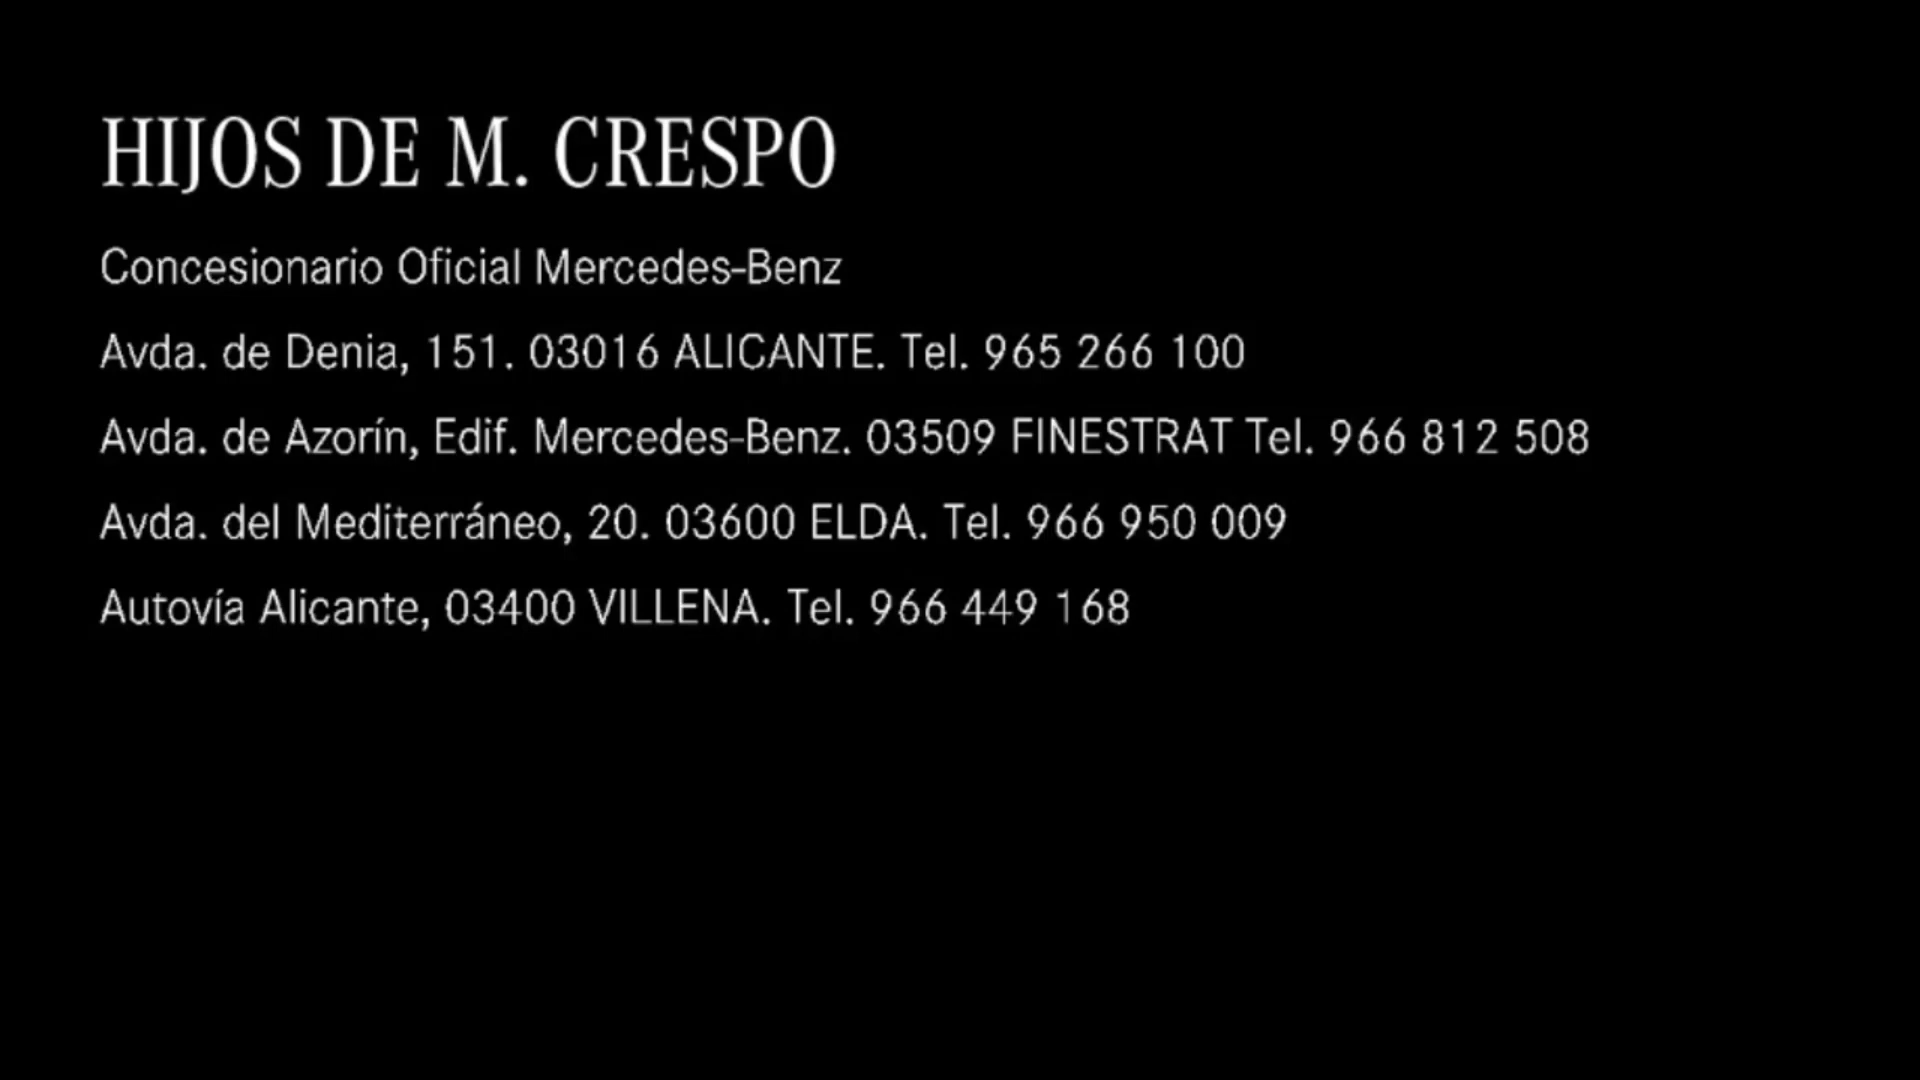 HIJOS DE M. CRESPO
Concesionario Oficial Mercedes-Benz
Avda. de Denia, 151. 03016 ALICANTE. Tel. 965 266 100
Avda. de Azorín, Edif. Mercedes-Benz. 03509 FINESTRAT Tel. 966 812 508
Avda. del Mediterráneo, 20. 03600 ELDA. Tel. 966 950 009
Autovía Alicante, 03400 VILLENA. Tel. 966 449 168